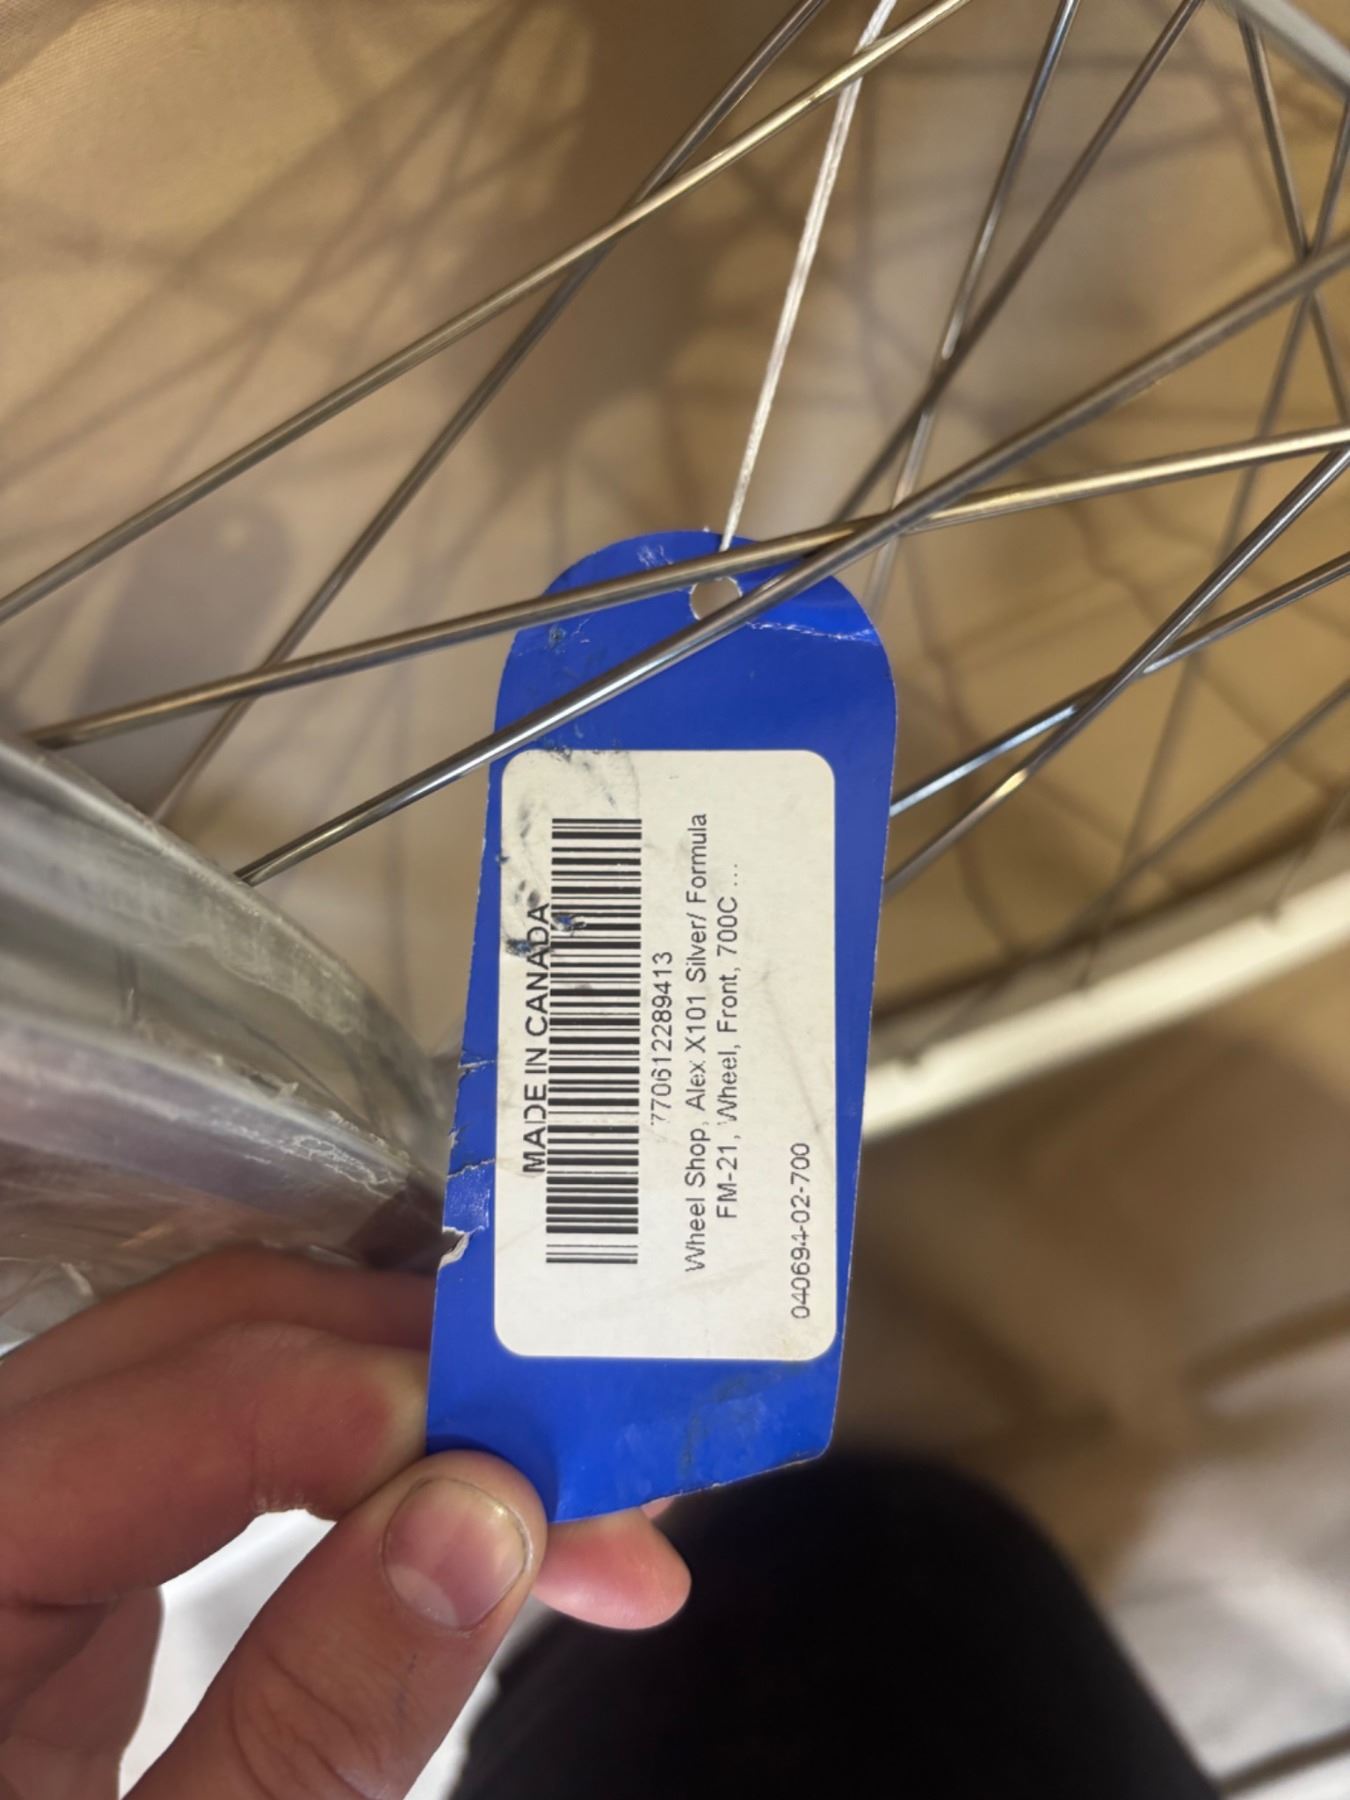 MADE IN CANADA
770612289413
Wheel Shop, Alex X101 Silver/ Formula
FM-21, Wheel, Front, 700C ...
040694-02-700